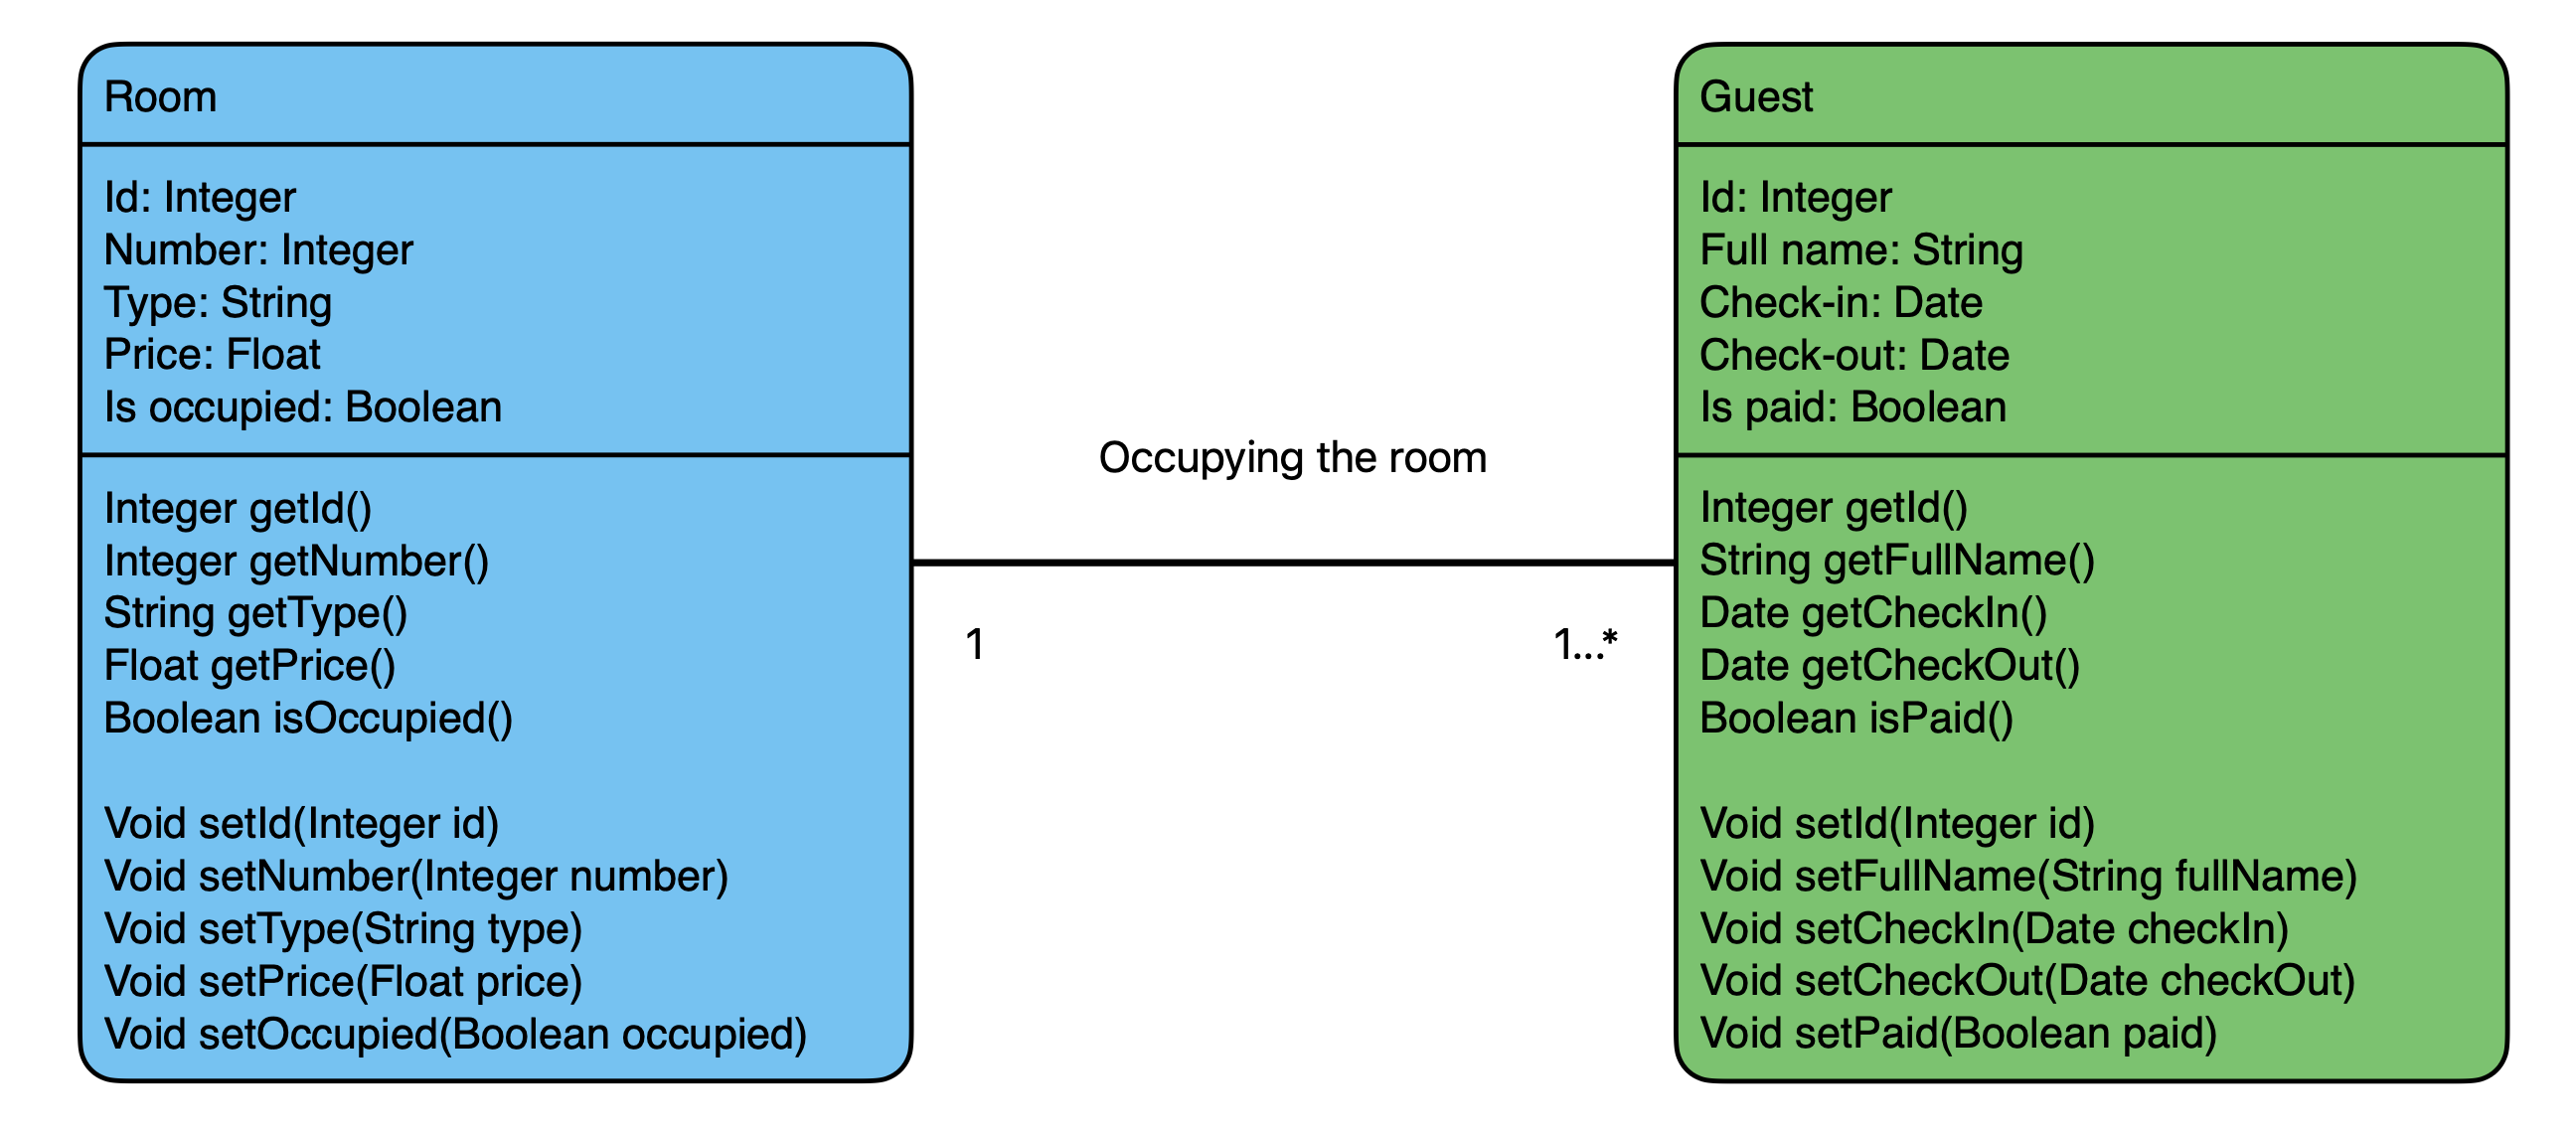 Room
Id: Integer
Number: Integer
Type: String
Price: Float
Is occupied: Boolean
Integer getId()
Integer getNumber()
String getType()
Float getPrice()
Boolean isOccupied()
Void setId(Integer id)
Void setNumber(Integer number)
Void setType(String type)
Void setPrice(Float price)
Void setOccupied(Boolean occupied)
Occupying the room
1
1...*
Guest
Id: Integer
Full name: String
Check-in: Date
Check-out: Date
Is paid: Boolean
Integer getId()
String getFullName()
Date getCheckIn()
Date getCheckOut()
Boolean isPaid()
Void setId(Integer id)
Void setFullName(String fullName)
Void setCheckIn(Date checkIn)
Void setCheckOut(Date checkOut)
Void setPaid(Boolean paid)